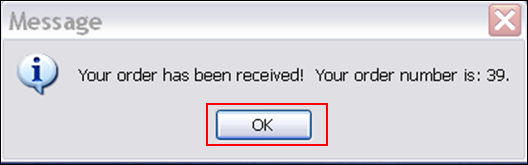 Message
Your order has been received!  Your order number is: 39.
OK